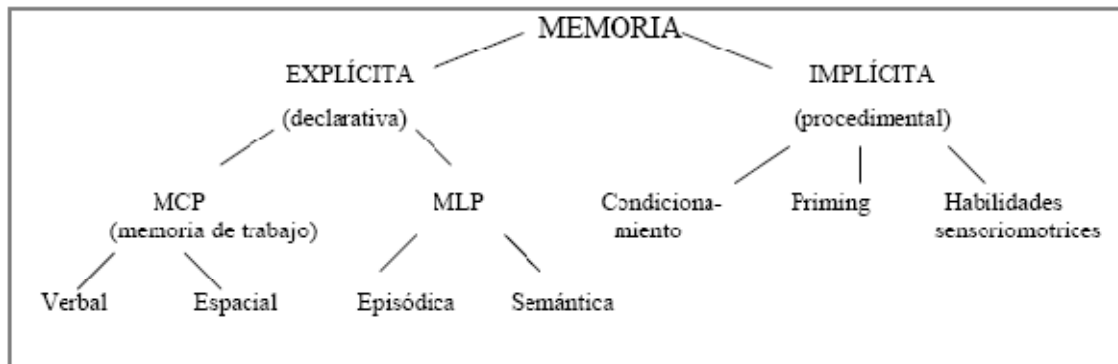 MEMORIA
EXPLÍCITA IMPLÍCITA
(declarativa) (procedimental)
MCP MLP Condiciona- Priming Habilidades
(memoria de trabajo) miento sensoriomotrices
Verbal Espacial Episódica Semántica